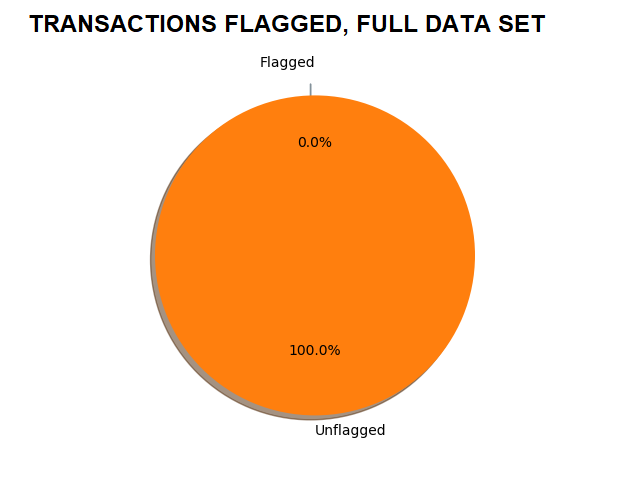 TRANSACTIONS FLAGGED, FULL DATA SET
Flagged
0.0%
100.0%
Unflagged